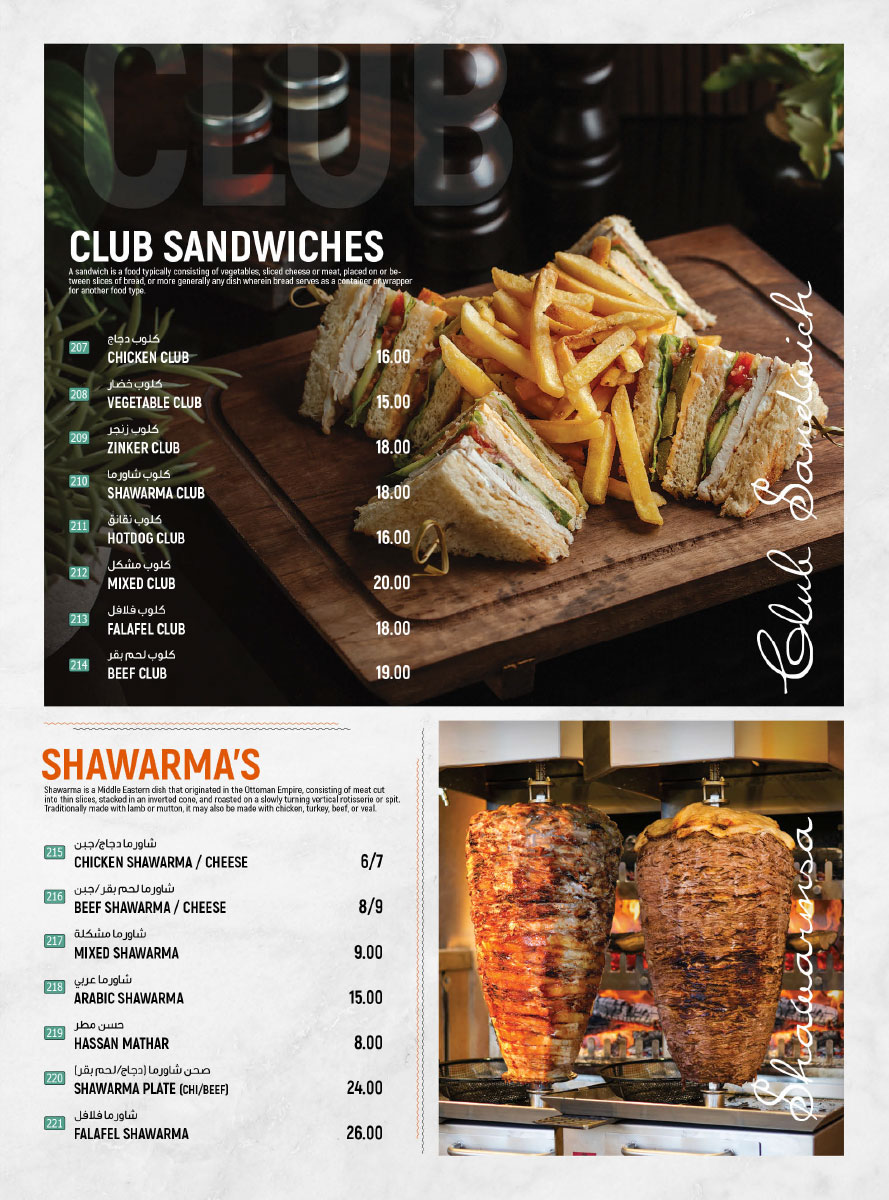 CLUB
CLUB SANDWICHES
A sandwich is a food typically consisting of vegetables, sliced cheese or meat, placed on or be-
tween slices of bread, or more generally any dish wherein bread serves as a container or wrapper
for another food type.
207
كلوب دجاج
CHICKEN CLUB
16.00
208
كلوب خضار
VEGETABLE CLUB
15.00
209
كلوب زنجر
ZINKER CLUB
18.00
210
كلوب شاورما
SHAWARMA CLUB
18.00
211
كلوب نقانق
HOTDOG CLUB
16.00
212
كلوب مشكل
MIXED CLUB
20.00
213
كلوب فلافل
FALAFEL CLUB
18.00
214
كلوب لحم بقر
BEEF CLUB
19.00
Club Sandwich
SHAWARMA'S
Shawarma is a Middle Eastern dish that originated in the Ottoman Empire, consisting of meat cut
into thin slices, stacked in an inverted cone, and roasted on a slowly turning vertical rotisserie or spit.
Traditionally made with lamb or mutton, it may also be made with chicken, turkey, beef, or veal.
215
شاورما دجاج/جبن
CHICKEN SHAWARMA / CHEESE
6/7
216
شاورما لحم بقر/جبن
BEEF SHAWARMA / CHEESE
8/9
217
شاورما مشكلة
MIXED SHAWARMA
9.00
218
شاورما عربي
ARABIC SHAWARMA
15.00
219
حسن مطر
HASSAN MATHAR
8.00
220
صحن شاورما (دجاج/لحم بقر)
SHAWARMA PLATE (CHI/BEEF)
24.00
221
شاورما فلافل
FALAFEL SHAWARMA
26.00
Shawarmsa